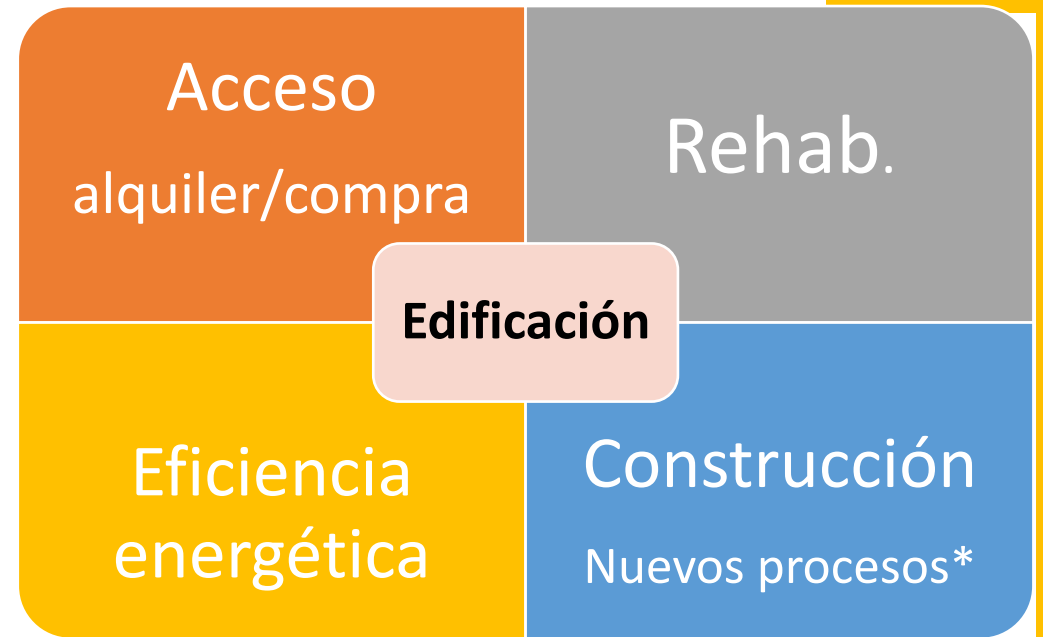 Acceso
alquiler/compra
Rehab.
Edificación
Eficiencia
energética
Construcción
Nuevos procesos*